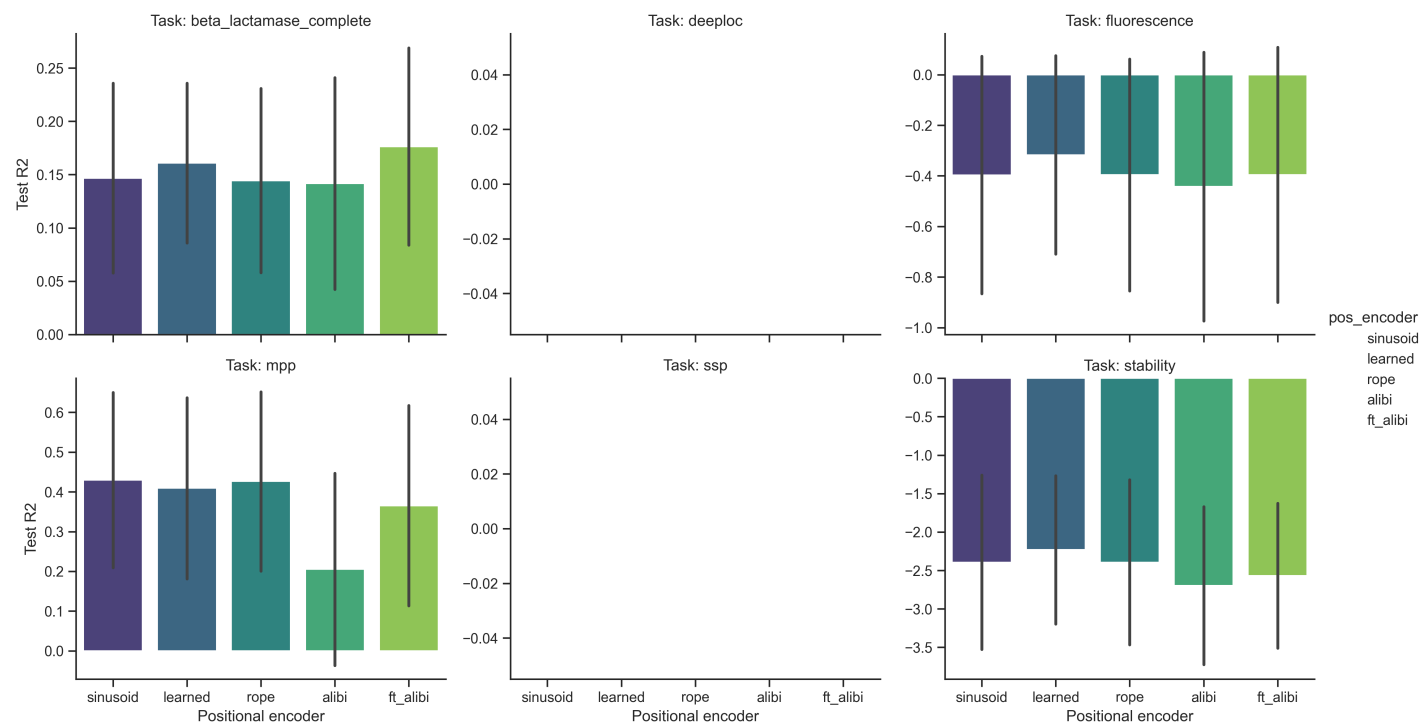 Task: beta_lactamase_complete
Test R2
0.25
0.20
0.15
0.10
0.05
0.00
Task: deeploc
0.04
0.02
0.00
−0.02
−0.04
Task: fluorescence
0.0
−0.2
−0.4
−0.6
−0.8
−1.0
Task: mpp
Test R2
0.6
0.5
0.4
0.3
0.2
0.1
0.0
sinusoid learned rope alibi ft_alibi
Positional encoder
Task: ssp
0.04
0.02
0.00
−0.02
−0.04
sinusoid learned rope alibi ft_alibi
Positional encoder
Task: stability
0.0
−0.5
−1.0
−1.5
−2.0
−2.5
−3.0
−3.5
sinusoid learned rope alibi ft_alibi
Positional encoder
pos_encoder
sinusoid
learned
rope
alibi
ft_alibi